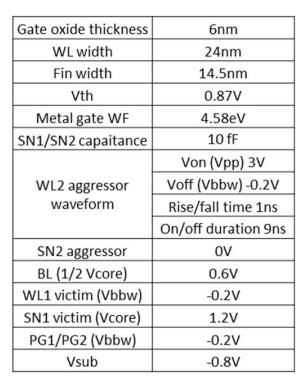 Gate oxide thickness 6nm
WL width 24nm
Fin width 14.5nm
Vth 0.87V
Metal gate WF 4.58eV
SN1/SN2 capaitance 10 fF
WL2 aggressor waveform
Von (Vpp) 3V
Voff (Vbbw) -0.2V
Rise/fall time 1ns
On/off duration 9ns
SN2 aggressor 0V
BL (1/2 Vcore) 0.6V
WL1 victim (Vbbw) -0.2V
SN1 victim (Vcore) 1.2V
PG1/PG2 (Vbbw) -0.2V
Vsub -0.8V